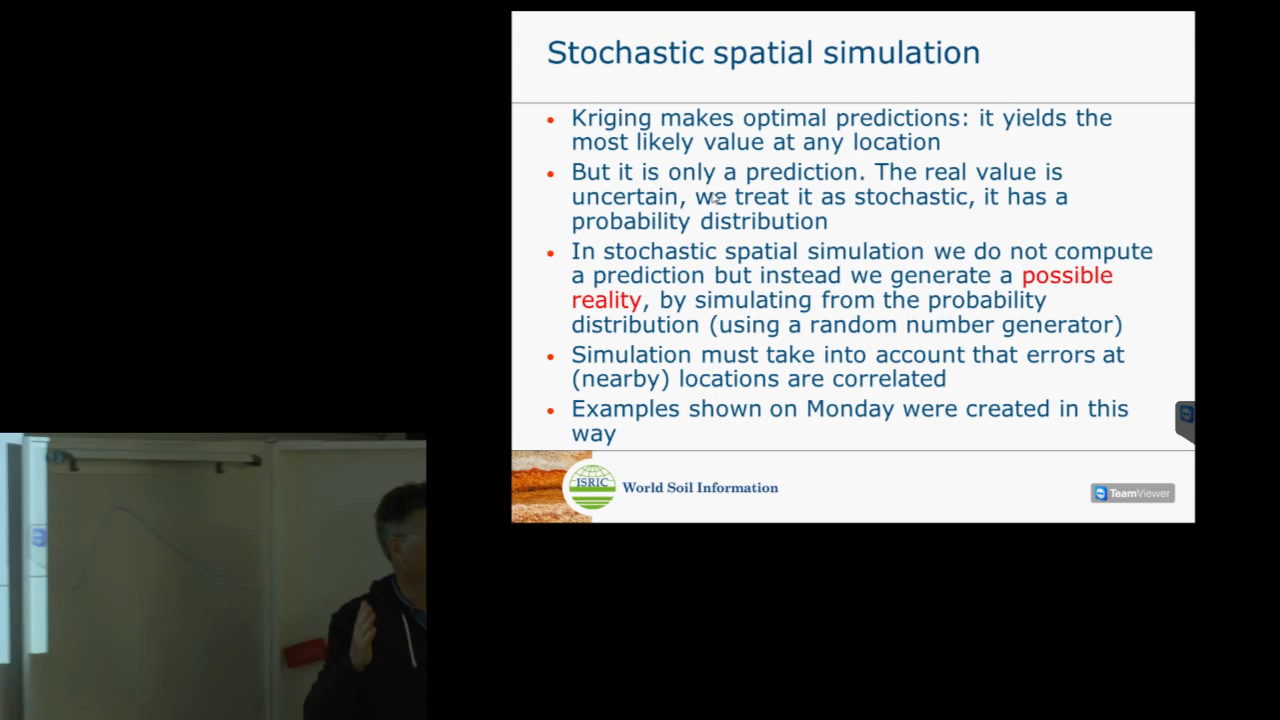 Stochastic spatial simulation
• Kriging makes optimal predictions: it yields the
most likely value at any location
• But it is only a prediction. The real value is
uncertain, we treat it as stochastic, it has a
probability distribution
• In stochastic spatial simulation we do not compute
a prediction but instead we generate a possible
reality, by simulating from the probability
distribution (using a random number generator)
• Simulation must take into account that errors at
(nearby) locations are correlated
• Examples shown on Monday were created in this
way
ISRIC World Soil Information
TeamViewer